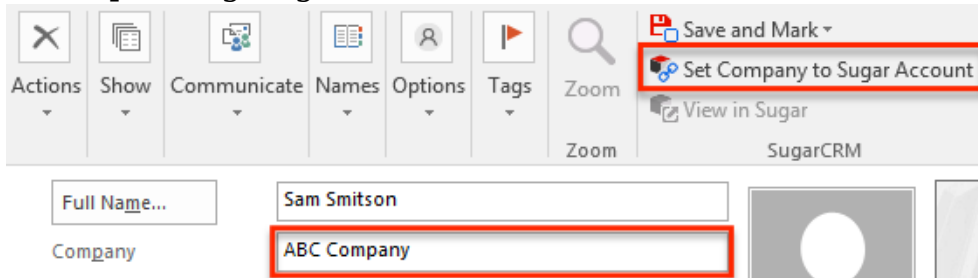 Save and Mark
Set Company to Sugar Account
Actions Show Communicate Names Options Tags Zoom
View in Sugar
Zoom SugarCRM
Full Name... Sam Smitson
Company ABC Company